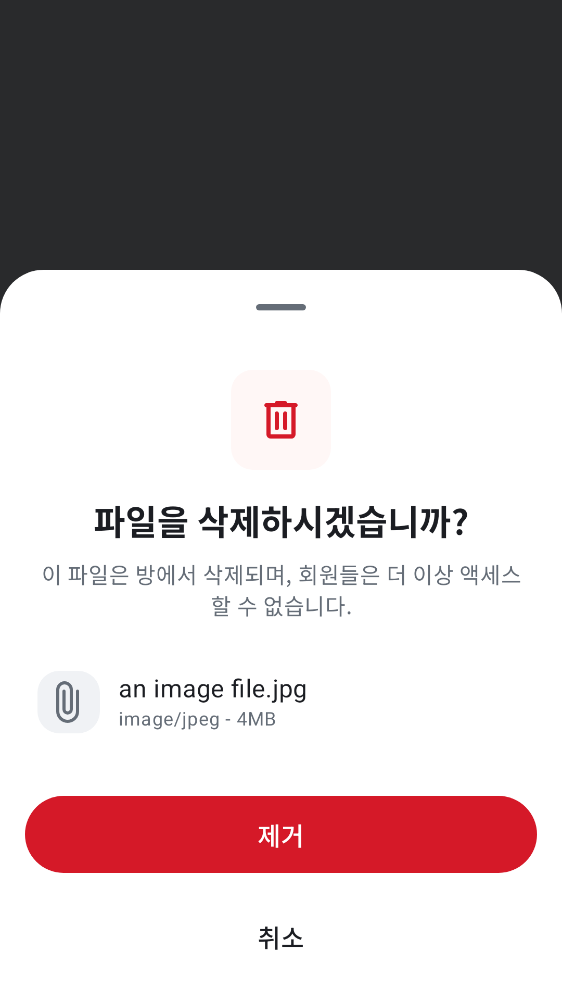 파일을 삭제하시겠습니까?
이 파일은 방에서 삭제되며, 회원들은 더 이상 액세스
할 수 없습니다.
an image file.jpg
image/jpeg - 4MB
제거
취소